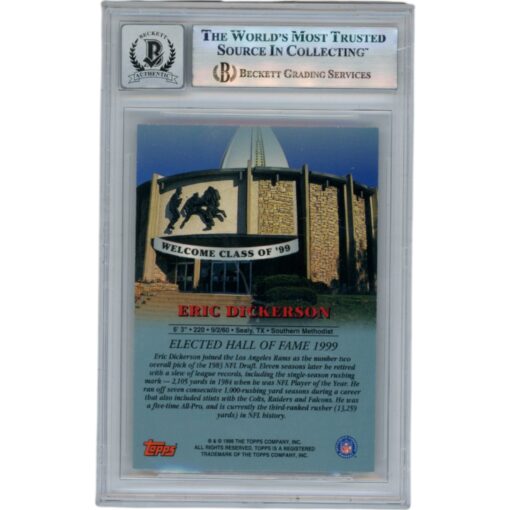 BECKETT
B
AUTHENTIC
THE WORLD'S MOST TRUSTED
SOURCE IN COLLECTING™
B BECKETT GRADING SERVICES
WELCOME CLASS OF '99
ERIC DICKERSON
6' 3" • 220 • 9/2/60 • Sealy, TX • Southern Methodist
ELECTED HALL OF FAME 1999
Eric Dickerson joined the Los Angeles Rams as the number two
overall pick of the 1983 NFL Draft. Eleven seasons later he retired
with a slew of league records, including the single-season rushing
mark — 2,105 yards in 1984 when he was NFL Player of the Year. He
ran off seven consecutive 1,000-rushing yard seasons during a career
that also included stints with the Colts, Raiders and Falcons. He was
a five-time All-Pro, and is currently the third-ranked rusher (13,259
yards) in NFL history.
TOPPS
® & © 1999 THE TOPPS COMPANY, INC.
ALL RIGHTS RESERVED. TOPPS IS A REGISTERED
TRADEMARK OF THE TOPPS COMPANY, INC.